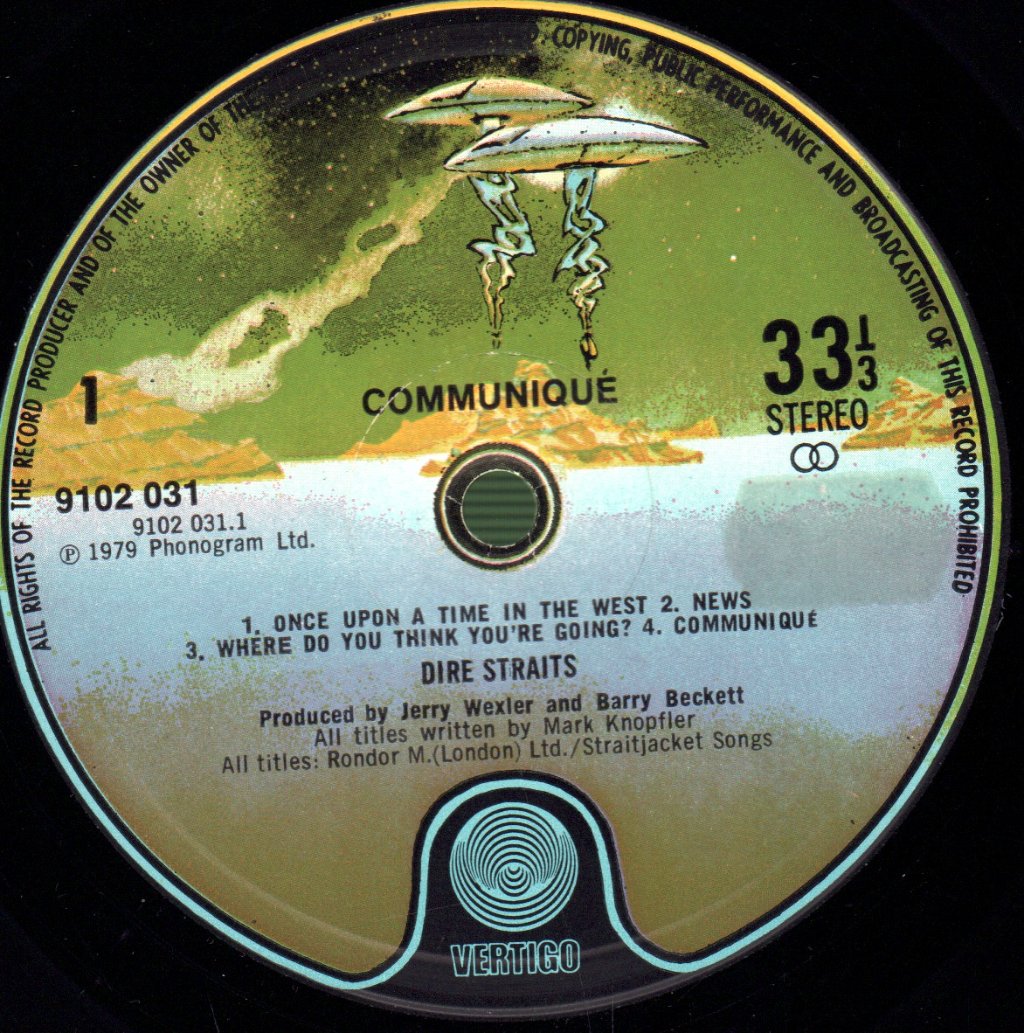 ALL RIGHTS OF THE RECORD PRODUCER AND OF THE OWNER OF THE
COPYING, PUBLIC PERFORMANCE AND BROADCASTING OF THIS RECORD PROHIBITED
1
COMMUNIQUÉ
33 1/3
STEREO
9102 031
9102 031.1
℗ 1979 Phonogram Ltd.
1. ONCE UPON A TIME IN THE WEST 2. NEWS
3. WHERE DO YOU THINK YOU'RE GOING? 4. COMMUNIQUÉ
DIRE STRAITS
Produced by Jerry Wexler and Barry Beckett
All titles written by Mark Knopfler
All titles: Rondor M.(London) Ltd./Straitjacket Songs
VERTIGO